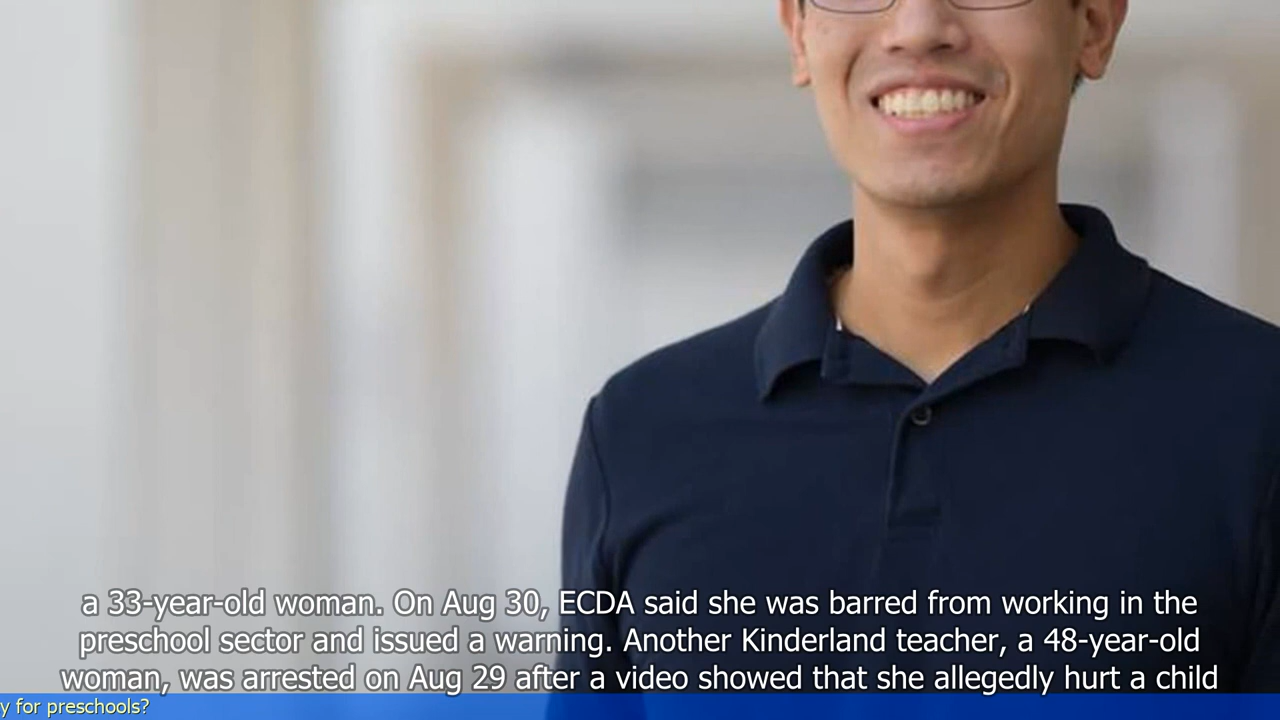 a 33-year-old woman. On Aug 30, ECDA said she was barred from working in the
preschool sector and issued a warning. Another Kinderland teacher, a 48-year-old
woman, was arrested on Aug 29 after a video showed that she allegedly hurt a child
y for preschools?